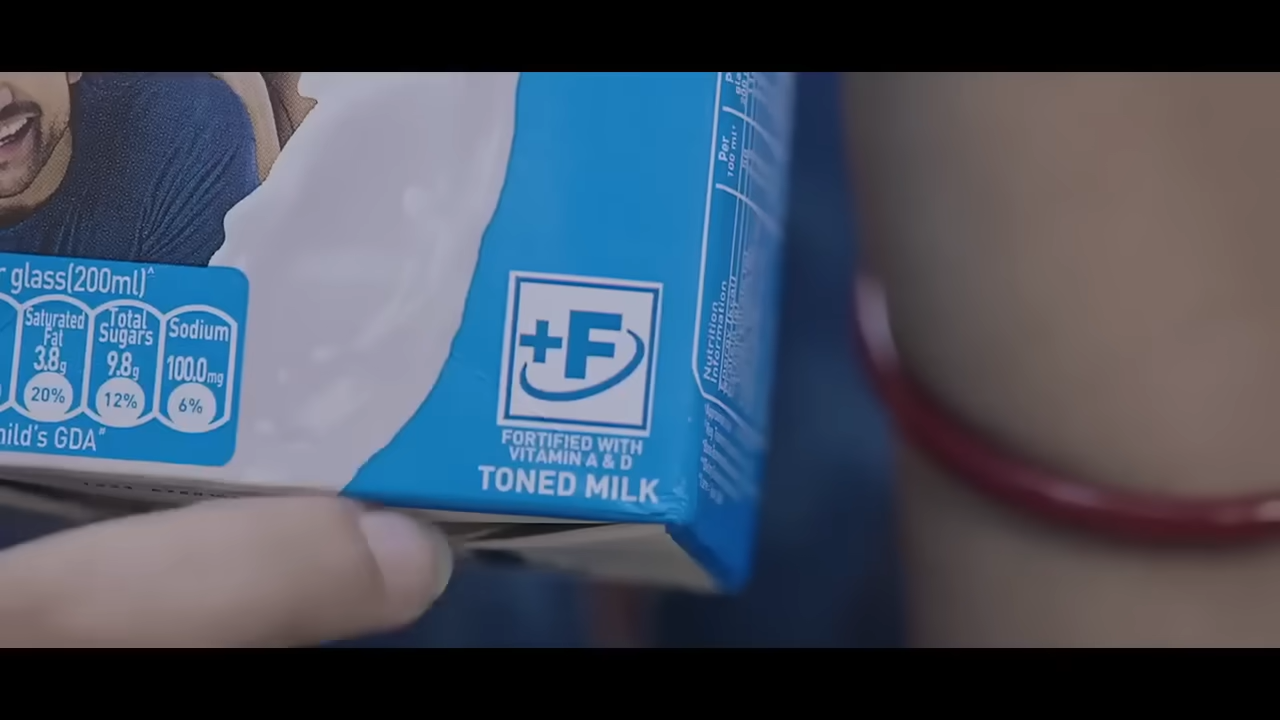 r glass(200ml)^
Saturated
Fat
3.8g
20%
Total
Sugars
9.8g
12%
Sodium
100.0mg
6%
hild's GDA"
+F
FORTIFIED WITH
VITAMIN A & D
TONED MILK
Per
100 ml*
Nutrition
Information